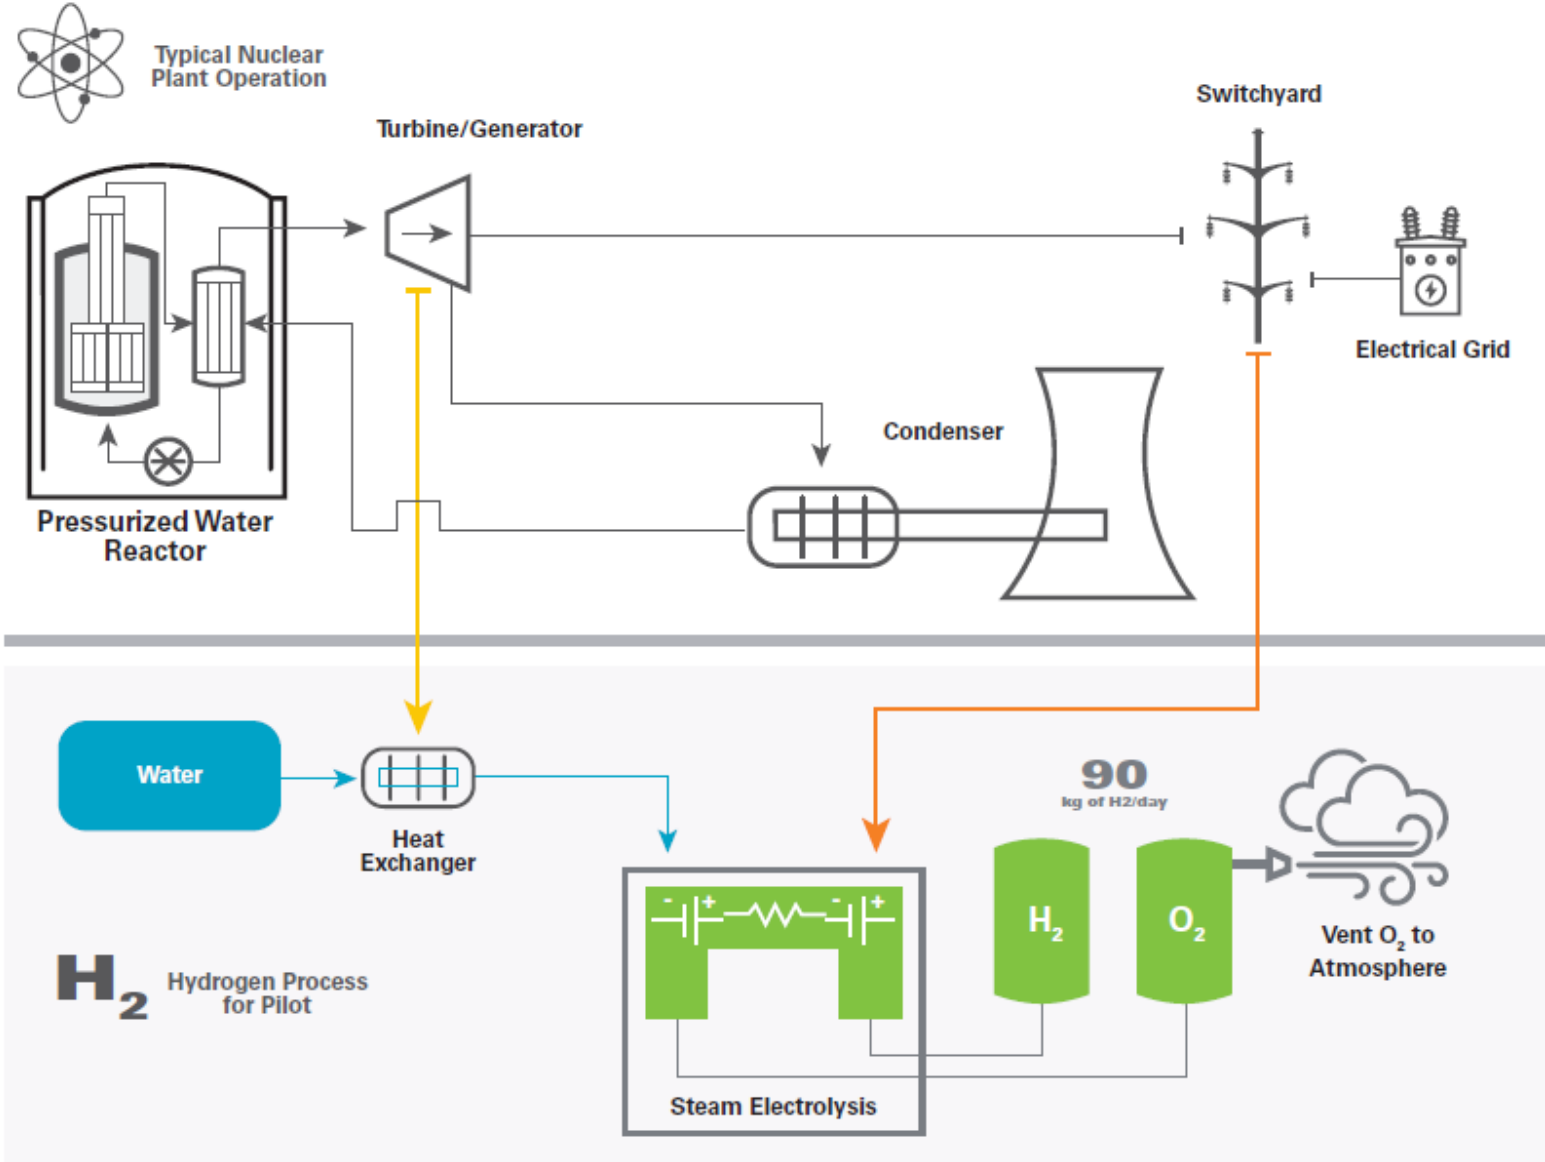 Typical Nuclear
Plant Operation
Switchyard
Turbine/Generator
Electrical Grid
Condenser
Pressurized Water
Reactor
Water
90
kg of H2/day
Heat
Exchanger
- + - +
H₂
O₂
Vent O₂ to
Atmosphere
H₂
Hydrogen Process
for Pilot
Steam Electrolysis